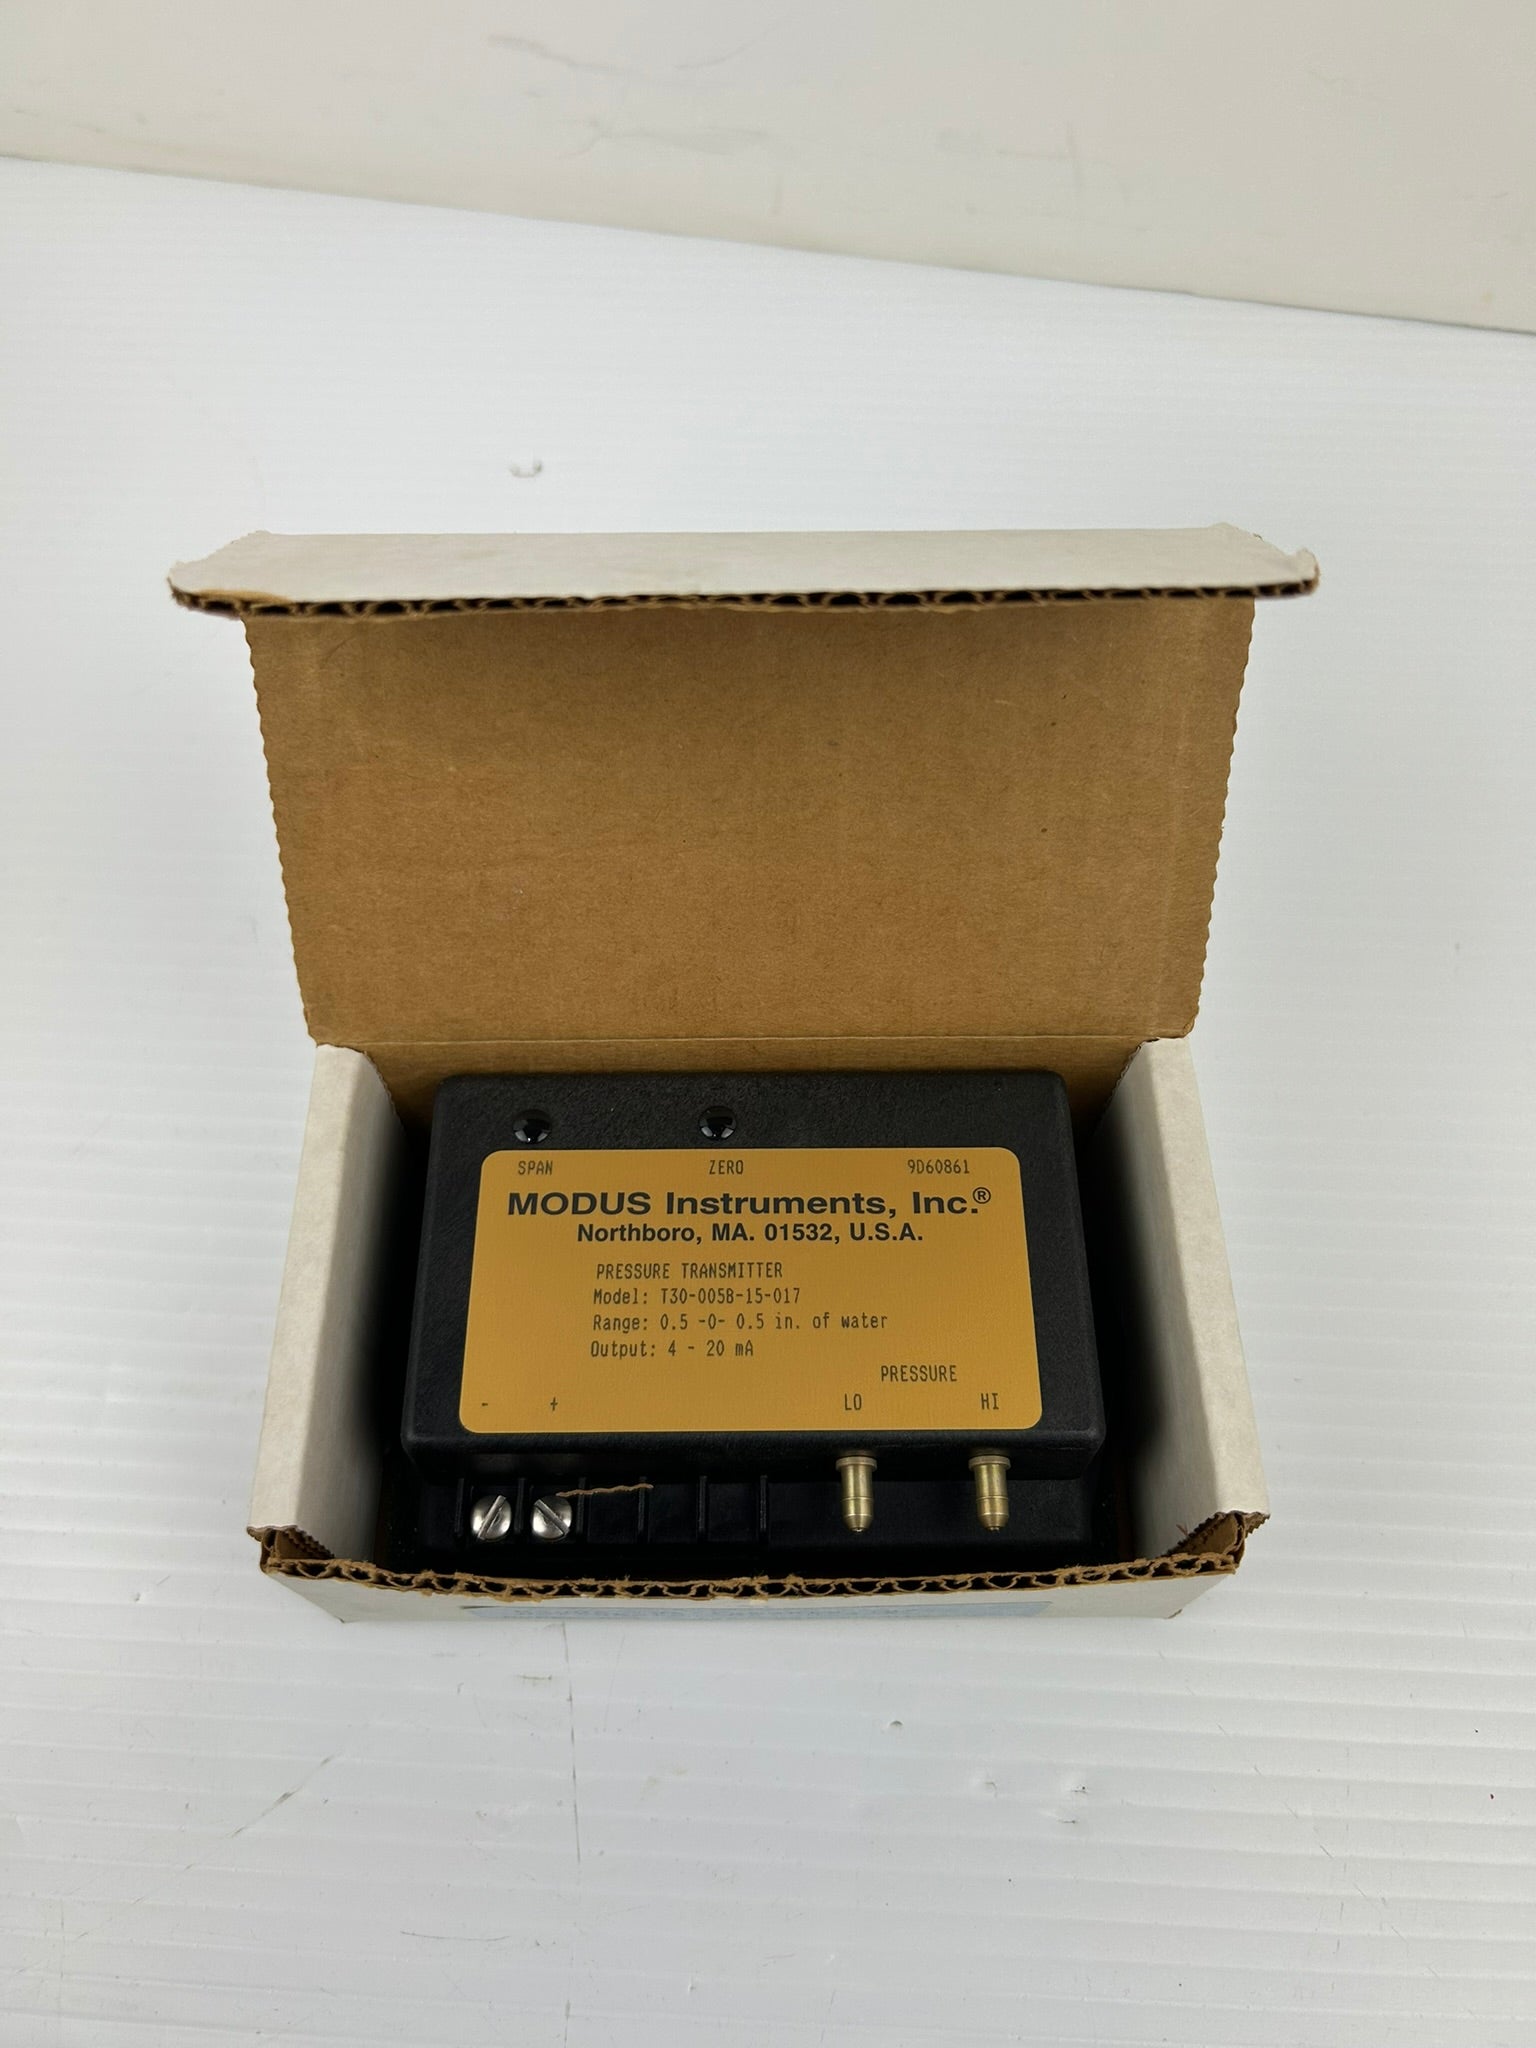 SPAN ZERO 9D60861
MODUS Instruments, Inc.®
Northboro, MA. 01532, U.S.A.
PRESSURE TRANSMITTER
Model: T30-005B-15-017
Range: 0.5 -0- 0.5 in. of water
Output: 4 - 20 mA
PRESSURE
- + LO HI